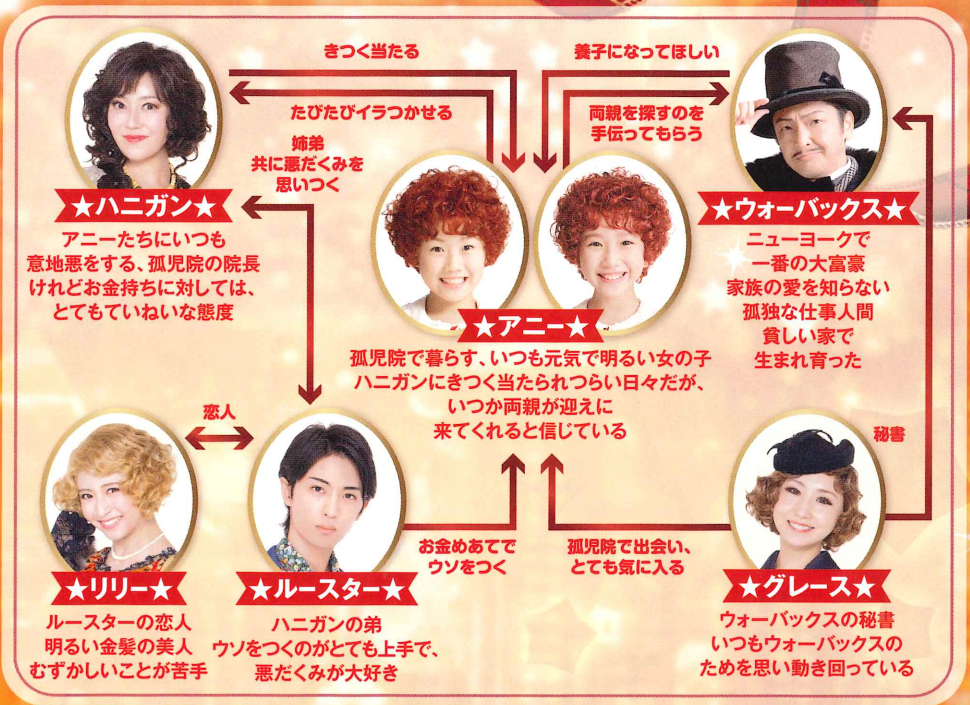 きつく当たる
たびたびイラつかせる
養子になってほしい
両親を探すのを
手伝ってもらう
姉弟
共に悪だくみを
思いつく
★ハニガン★
アニーたちにいつも
意地悪をする、孤児院の院長
けれどお金持ちに対しては、
とてもていねいな態度
★ウォーバックス★
ニューヨークで
一番の大富豪
家族の愛を知らない
孤独な仕事人間
貧しい家で
生まれ育った
★アニー★
孤児院で暮らす、いつも元気で明るい女の子
ハニガンにきつく当たられつらい日々だが、
いつか両親が迎えに
来てくれると信じている
恋人
秘書
お金めあてで
ウソをつく
孤児院で出会い、
とても気に入る
★リリー★
ルースターの恋人
明るい金髪の美人
むずかしいことが苦手
★ルースター★
ハニガンの弟
ウソをつくのがとても上手で、
悪だくみが大好き
★グレース★
ウォーバックスの秘書
いつもウォーバックスの
ためを思い動き回っている